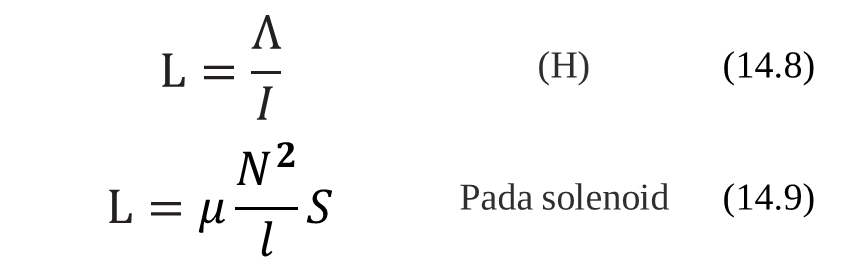 L = Λ/I (H) (14.8)
L = μ N²/l S Pada solenoid (14.9)